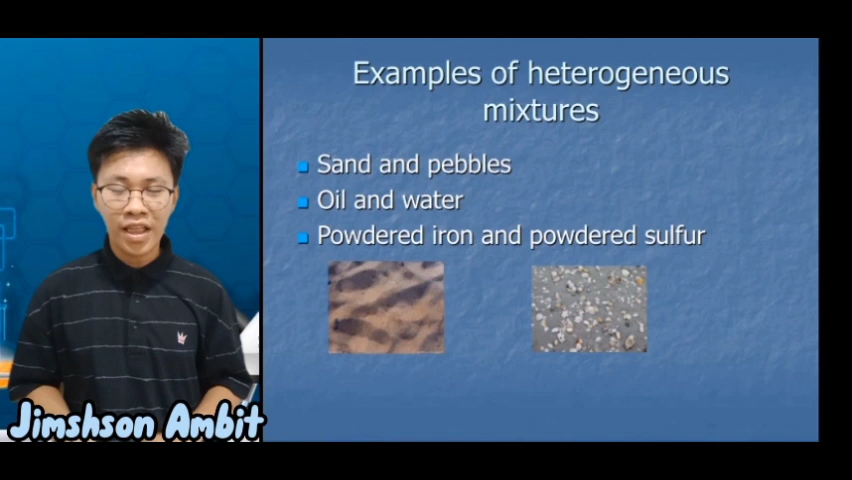 Examples of heterogeneous
mixtures
Sand and pebbles
Oil and water
Powdered iron and powdered sulfur
Jimshson Ambit